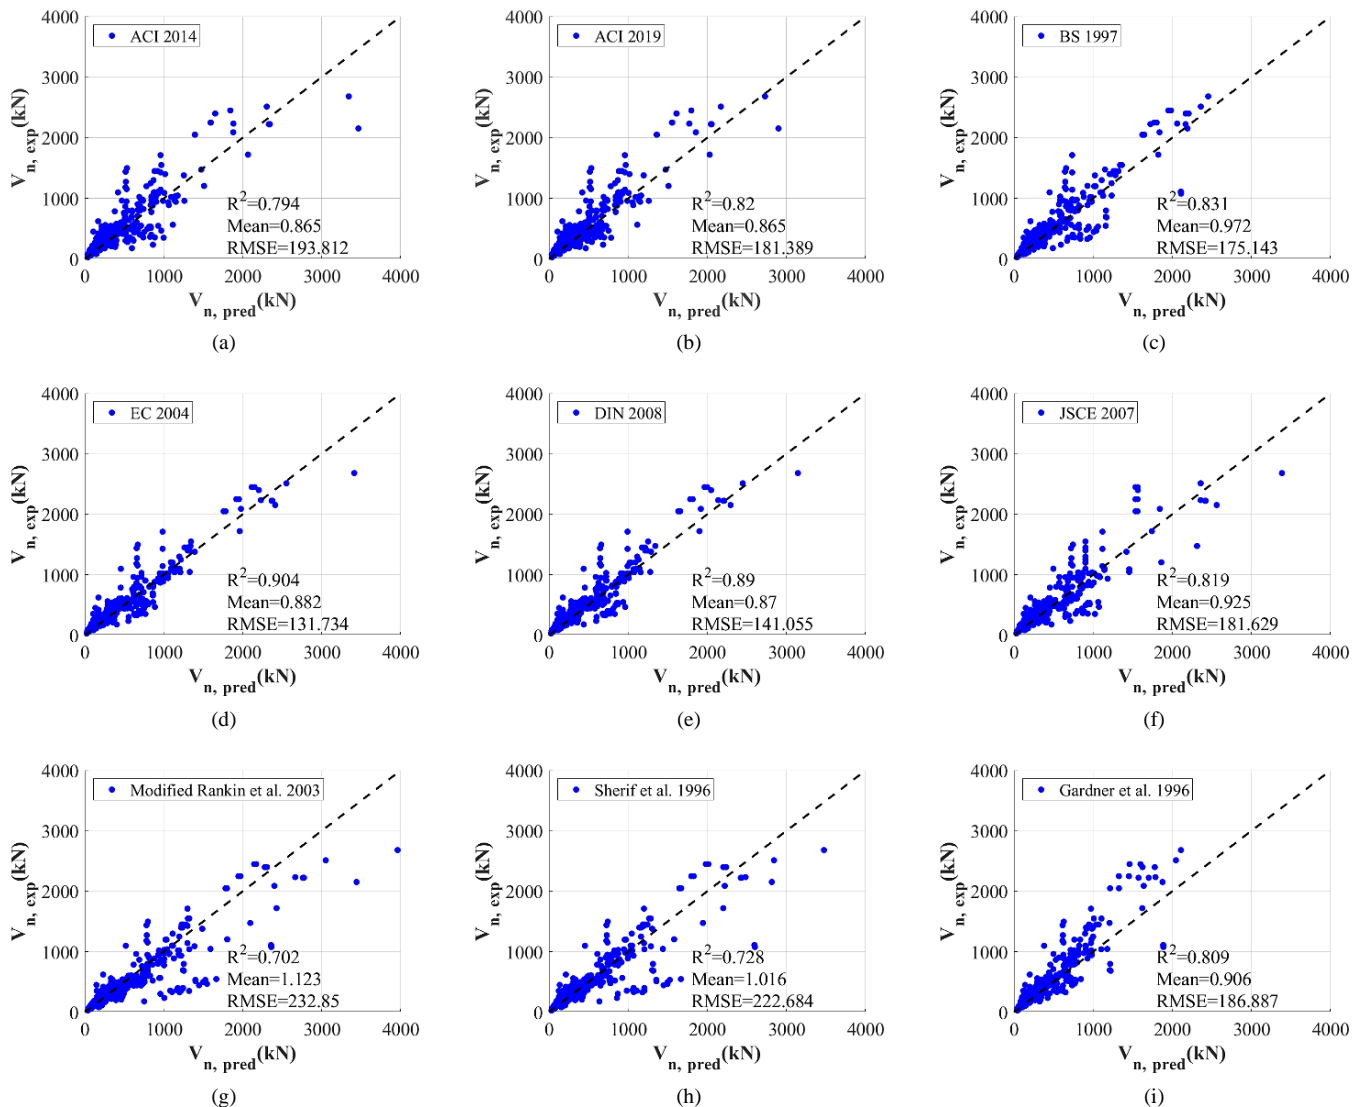 4000
ACI 2014
3000
2000
1000
0
V n, exp (kN)
R2=0.794
Mean=0.865
RMSE=193.812
0 1000 2000 3000 4000
V n, pred (kN)
(a)
4000
ACI 2019
3000
2000
1000
0
V n, exp (kN)
R2=0.82
Mean=0.865
RMSE=181.389
0 1000 2000 3000 4000
V n, pred (kN)
(b)
4000
BS 1997
3000
2000
1000
0
V n, exp (kN)
R2=0.831
Mean=0.972
RMSE=175.143
0 1000 2000 3000 4000
V n, pred (kN)
(c)
4000
EC 2004
3000
2000
1000
0
V n, exp (kN)
R2=0.904
Mean=0.882
RMSE=131.734
0 1000 2000 3000 4000
V n, pred (kN)
(d)
4000
DIN 2008
3000
2000
1000
0
V n, exp (kN)
R2=0.89
Mean=0.87
RMSE=141.055
0 1000 2000 3000 4000
V n, pred (kN)
(e)
4000
JSCE 2007
3000
2000
1000
0
V n, exp (kN)
R2=0.819
Mean=0.925
RMSE=181.629
0 1000 2000 3000 4000
V n, pred (kN)
(f)
4000
Modified Rankin et al. 2003
3000
2000
1000
0
V n, exp (kN)
R2=0.702
Mean=1.123
RMSE=232.85
0 1000 2000 3000 4000
V n, pred (kN)
(g)
4000
Sherif et al. 1996
3000
2000
1000
0
V n, exp (kN)
R2=0.728
Mean=1.016
RMSE=222.684
0 1000 2000 3000 4000
V n, pred (kN)
(h)
4000
Gardner et al. 1996
3000
2000
1000
0
V n, exp (kN)
R2=0.809
Mean=0.906
RMSE=186.887
0 1000 2000 3000 4000
V n, pred (kN)
(i)